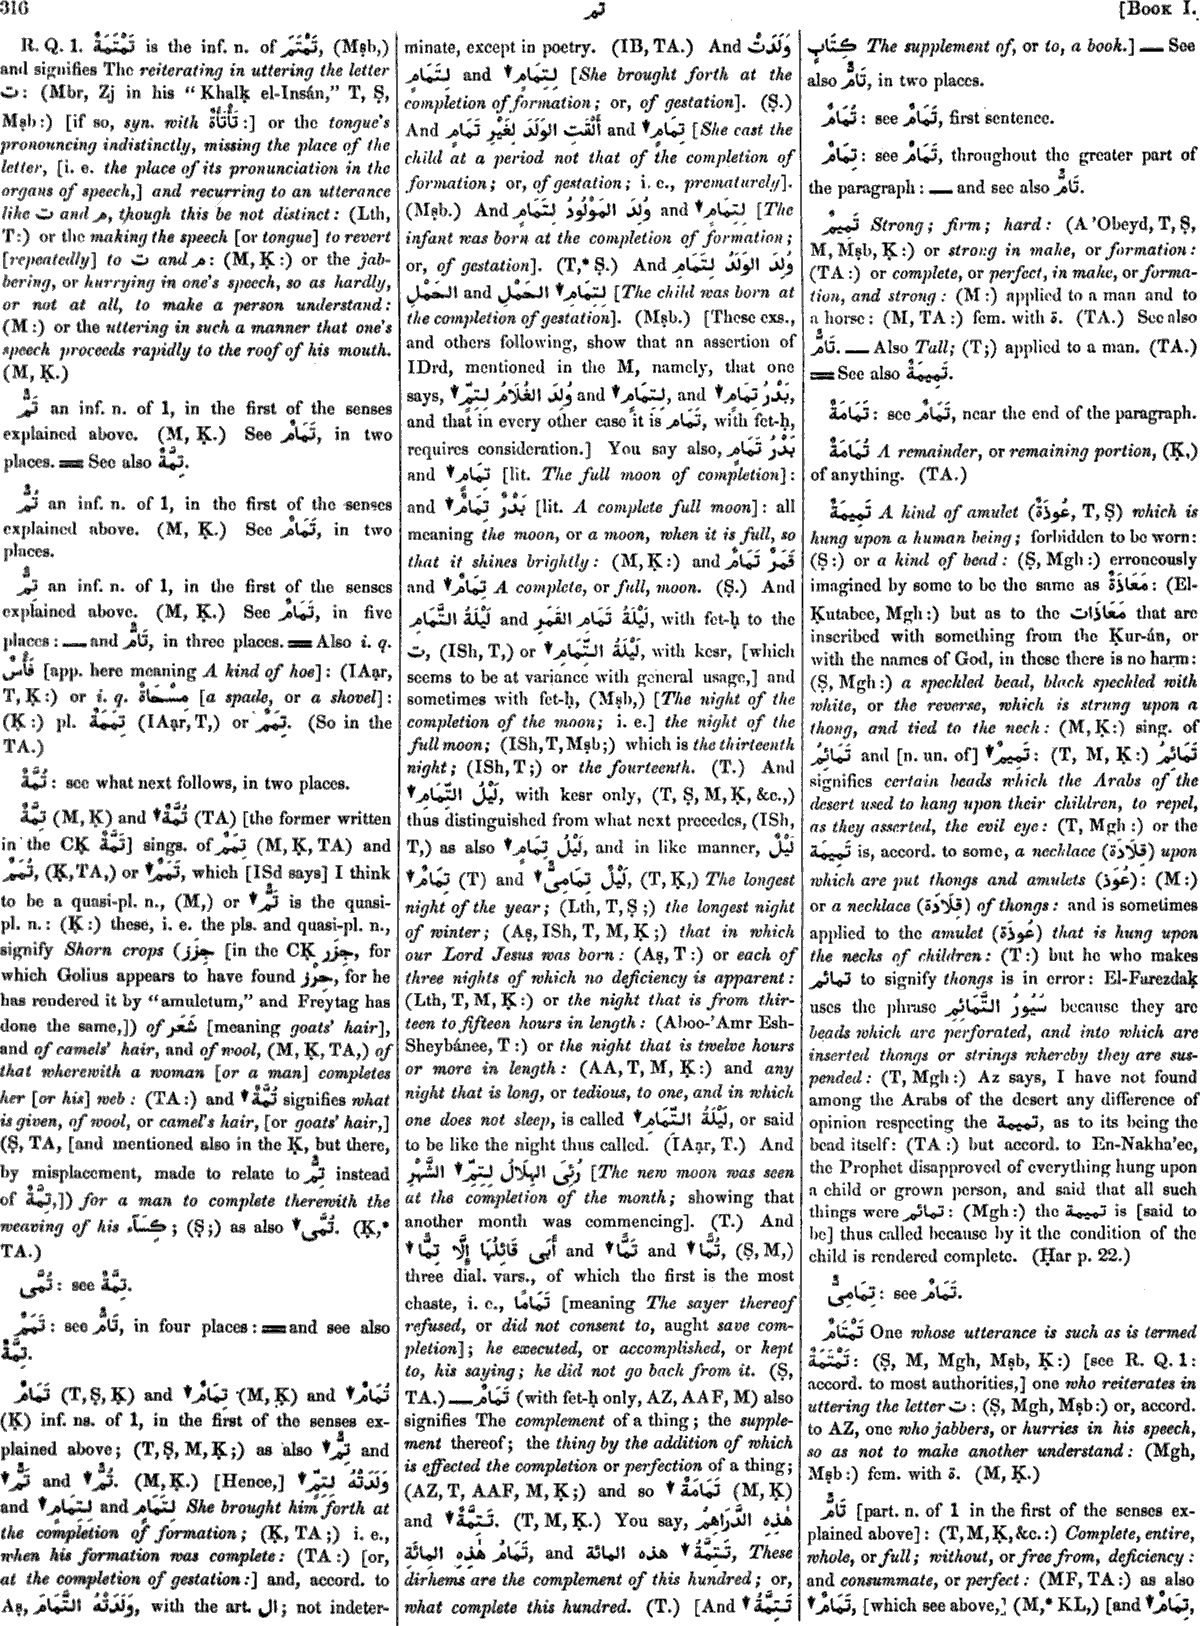 316
تمر
[BOOK I.
R. Q. 1. تَمْتَمَةٌ is the inf. n. of تَمْتَمَ, (Mṣb,)
and signifies The reiterating in uttering the letter
ت: (Mbr, Zj in his “Khalḳ el-Insán,” T, Ṣ,
Mṣb:) [if so, syn. with تَأْتَأَةٌ:] or the tongue's
pronouncing indistinctly, missing the place of the
letter, [i. e. the place of its pronunciation in the
organs of speech,] and recurring to an utterance
like ت and م, though this be not distinct: (Lth,
T:) or the making the speech [or tongue] to revert
[repeatedly] to ت and م: (M, Ḳ:) or the jab-
bering, or hurrying in one's speech, so as hardly,
or not at all, to make a person understand:
(M:) or the uttering in such a manner that one's
speech proceeds rapidly to the roof of his mouth.
(M, Ḳ.)
تَمٌّ an inf. n. of 1, in the first of the senses
explained above. (M, Ḳ.) See تَمَامٌ, in two
places. ＝ See also تِمَّةٌ.
تُمٌّ an inf. n. of 1, in the first of the senses
explained above. (M, Ḳ.) See تَمَامٌ, in two
places.
تِمٌّ an inf. n. of 1, in the first of the senses
explained above. (M, Ḳ.) See تَمَامٌ, in five
places: — and تَامٌّ, in three places. ＝ Also i. q.
فَأْسٌ [app. here meaning A kind of hoe]: (IAạr,
T, Ḳ:) or i. q. مِسْحَاةٌ [a spade, or a shovel]:
(Ḳ:) pl. تِمَمَةٌ (IAạr, T,) or تِمَمٌ. (So in the
TA.)
تُمَّةٌ: see what next follows, in two places.
تِمَّةٌ (M, Ḳ) and ▾ تُمَّةٌ (TA) [the former written
in the CḲ تَمَّةٌ] sings. of تِمَمٌ (M, Ḳ, TA) and
تُمَمٌ, (Ḳ, TA,) or ▾ تَمَمٌ, which [ISd says] I think
to be a quasi-pl. n., (M,) or ▾ تَمٌّ is the quasi-
pl. n.: (Ḳ:) these, i. e. the pls. and quasi-pl. n.,
signify Shorn crops (جِزَز [in the CḲ جَزَز, for
which Golius appears to have found حِرْز, for he
has rendered it by “amuletum,” and Freytag has
done the same,]) of شَعَر [meaning goats' hair],
and of camels' hair, and of wool, (M, Ḳ, TA,) of
that wherewith a woman [or a man] completes
her [or his] web: (TA:) and ▾ تُمَّةٌ signifies what
is given, of wool, or camel's hair, [or goats' hair,]
(Ṣ, TA, [and mentioned also in the Ḳ, but there,
by misplacement, made to relate to تِمٌّ instead
of تِمَّةٌ,]) for a man to complete therewith the
weaving of his كِسَآء; (Ṣ;) as also ▾ تُمَّى. (Ḳ,*
TA.)
تُمَّى: see تِمَّةٌ.
تَمَمٌ: see تَامٌّ, in four places: ＝ and see also
تِمَّةٌ.
تَمَامٌ (T, Ṣ, Ḳ) and ▾ تِمَامٌ (M, Ḳ) and ▾ تُمَامٌ
(Ḳ) inf. ns. of 1, in the first of the senses ex-
plained above; (T, Ṣ, M, Ḳ;) as also ▾ تِمٌّ and
▾ تُمٌّ and ▾ تَمٌّ. (M, Ḳ.) [Hence,] وَلَدَتْهُ لِتِمٍّ ▾
and ▾ لِتِمَامٍ and لِتَمَامٍ She brought him forth at
the completion of formation; (Ḳ, TA;) i. e.,
when his formation was complete: (TA:) [or,
at the completion of gestation:] and, accord. to
Aṣ, وَلَدَتْهُ التَّمَامِ, with the art. ال; not indeter-
minate, except in poetry. (IB, TA.) And وَلَدَتْ
لِتَمَامٍ and ▾ لِتِمَامٍ [She brought forth at the
completion of formation; or, of gestation]. (Ṣ.)
And أَلْقَتِ الوَلَدَ لِغَيْرِ تَمَامٍ and ▾ تِمَامٍ [She cast the
child at a period not that of the completion of
formation; or, of gestation; i. e., prematurely].
(Mṣb.) And وُلِدَ المَوْلُودُ لِتَمَامٍ and ▾ لِتِمَامٍ [The
infant was born at the completion of formation;
or, of gestation]. (T,* Ṣ.) And وُلِدَ الوَلَدُ لِتَمَامِ
الحَمْلِ and لِتِمَامِ ▾ الحَمْلِ [The child was born at
the completion of gestation]. (Mṣb.) [These exs.,
and others following, show that an assertion of
IDrd, mentioned in the M, namely, that one
says, وُلِدَ الغُلَامُ لِتِمٍّ ▾ and ▾ لِتِمَامٍ, and ▾ بَدْرُ تِمَامٍ,
and that in every other case it is تَمَام, with fet-ḥ,
requires consideration.] You say also, بَدْرُ تَمَامٍ
and ▾ تِمَامٍ [lit. The full moon of completion]:
and ▾ بَدْرٌ تَمَامٌ [lit. A complete full moon]: all
meaning the moon, or a moon, when it is full, so
that it shines brightly: (M, Ḳ:) and قَمَرٌ تَمَامٌ
and ▾ تِمَامٌ A complete, or full, moon. (Ṣ.) And
لَيْلَةُ التَّمَامِ and لَيْلَةُ تَمَامِ القَمَرِ, with fet-ḥ to the
ت, (ISh, T,) or ▾ لَيْلَةُ التِّمَامِ, with kesr, [which
seems to be at variance with general usage,] and
sometimes with fet-ḥ, (Mṣb,) [The night of the
completion of the moon; i. e.] the night of the
full moon; (ISh, T, Mṣb;) which is the thirteenth
night; (ISh, T;) or the fourteenth. (T.) And
▾ لَيْلُ التِّمَامِ, with kesr only, (T, Ṣ, M, Ḳ, &c.,)
thus distinguished from what next precedes, (ISh,
T,) as also ▾ لَيْلُ تِمَامٍ, and in like manner, لَيْلٌ
▾ تِمَامٌ (T) and ▾ لَيْلٌ تِمَامِىٌّ, (T, Ḳ,) The longest
night of the year; (Lth, T, Ṣ;) the longest night
of winter; (Aṣ, ISh, T, M, Ḳ;) that in which
our Lord Jesus was born: (Aṣ, T:) or each of
three nights of which no deficiency is apparent:
(Lth, T, M, Ḳ:) or the night that is from thir-
teen to fifteen hours in length: (Aboo-'Amr Esh-
Sheybánee, T:) or the night that is twelve hours
or more in length: (AA, T, M, Ḳ:) and any
night that is long, or tedious, to one, and in which
one does not sleep, is called ▾ لَيْلَةُ التِّمَامِ, or said
to be like the night thus called. (IAạr, T.) And
رُئِىَ الهِلَالُ لِتِمِّ ▾ الشَّهْرِ [The new moon was seen
at the completion of the month; showing that
another month was commencing]. (T.) And
أَبَى قَائِلُهَا إِلَّا تِمًّا ▾ and ▾ تَمًّا and ▾ تُمًّا, (Ṣ, M,)
three dial. vars., of which the first is the most
chaste, i. e., تَمَامًا [meaning The sayer thereof
refused, or did not consent to, aught save com-
pletion]; he executed, or accomplished, or kept
to, his saying; he did not go back from it. (Ṣ,
TA.) — تَمَامٌ (with fet-ḥ only, AZ, AAF, M) also
signifies The complement of a thing; the supple-
ment thereof; the thing by the addition of which
is effected the completion or perfection of a thing;
(AZ, T, AAF, M, Ḳ;) and so ▾ تَمَامَةٌ (M, Ḳ)
and ▾ تَتِمَّةٌ. (T, M, Ḳ.) You say, هٰذِهِ الدَّرَاهِمُ
تَمَامُ هٰذِهِ المِائَةِ, and تَتِمَّةُ ▾ هذه المائة, These
dirhems are the complement of this hundred; or,
what complete this hundred. (T.) [And ▾ تَتِمَّةُ
كِتَابٍ The supplement of, or to, a book.] — See
also تَامٌّ, in two places.
تُمَامٌ: see تَمَامٌ, first sentence.
تِمَامٌ: see تَمَامٌ, throughout the greater part of
the paragraph: — and see also تَامٌّ.
تَمِيمٌ Strong; firm; hard: (A'Obeyd, T, Ṣ,
M, Mṣb, Ḳ:) or strong in make, or formation:
(TA:) or complete, or perfect, in make, or forma-
tion, and strong: (M:) applied to a man and to
a horse: (M, TA:) fem. with ة. (TA.) See also
تَامٌّ. — Also Tall; (T;) applied to a man. (TA.)
＝ See also تَمِيمَةٌ.
تَمَامَةٌ: see تَمَامٌ, near the end of the paragraph.
تُمَامَةٌ A remainder, or remaining portion, (Ḳ,)
of anything. (TA.)
تَمِيمَةٌ A kind of amulet (عُوذَةٌ, T, Ṣ) which is
hung upon a human being; forbidden to be worn:
(Ṣ:) or a kind of bead: (Ṣ, Mgh:) erroneously
imagined by some to be the same as مَعَاذَةٌ: (El-
Ḳutabee, Mgh:) but as to the مَعَاذَات that are
inscribed with something from the Ḳur-án, or
with the names of God, in these there is no harm:
(Ṣ, Mgh:) a speckled bead, black speckled with
white, or the reverse, which is strung upon a
thong, and tied to the neck: (M, Ḳ:) sing. of
تَمَائِمُ and [n. un. of] ▾ تَمِيمٌ: (T, M, Ḳ:) تَمَائِمُ
signifies certain beads which the Arabs of the
desert used to hang upon their children, to repel,
as they asserted, the evil eye: (T, Mgh:) or the
تَمِيمَة is, accord. to some, a necklace (قِلَادَة) upon
which are put thongs and amulets (عُوَذ): (M:)
or a necklace (قِلَادَة) of thongs: and is sometimes
applied to the amulet (عُوذَة) that is hung upon
the necks of children: (T:) but he who makes
تمائم to signify thongs is in error: El-Farezdaḳ
uses the phrase سُيُورُ التَّمَائِمِ because they are
beads which are perforated, and into which are
inserted thongs or strings whereby they are sus-
pended: (T, Mgh:) Az says, I have not found
among the Arabs of the desert any difference of
opinion respecting the تميمة, as to its being the
bead itself: (TA:) but accord. to En-Nakha'ee,
the Prophet disapproved of everything hung upon
a child or grown person, and said that all such
things were تمائم: (Mgh:) the تميمة is [said to
be] thus called because by it the condition of the
child is rendered complete. (Ḥar p. 22.)
تِمَامِىٌّ: see تَمَامٌ.
تَمْتَامٌ One whose utterance is such as is termed
تَمْتَمَةٌ: (Ṣ, M, Mgh, Mṣb, Ḳ:) [see R. Q. 1:
accord. to most authorities,] one who reiterates in
uttering the letter ت: (Ṣ, Mgh, Mṣb:) or, accord.
to AZ, one who jabbers, or hurries in his speech,
so as not to make another understand: (Mgh,
Mṣb:) fem. with ة. (M, Ḳ.)
تَامٌّ [part. n. of 1 in the first of the senses ex-
plained above]: (T, M, Ḳ, &c.:) Complete, entire,
whole, or full; without, or free from, deficiency:
and consummate, or perfect: (MF, TA:) as also
▾ تَمَامٌ, [which see above,] (M,* KL,) [and ▾ تِمَامٌ,